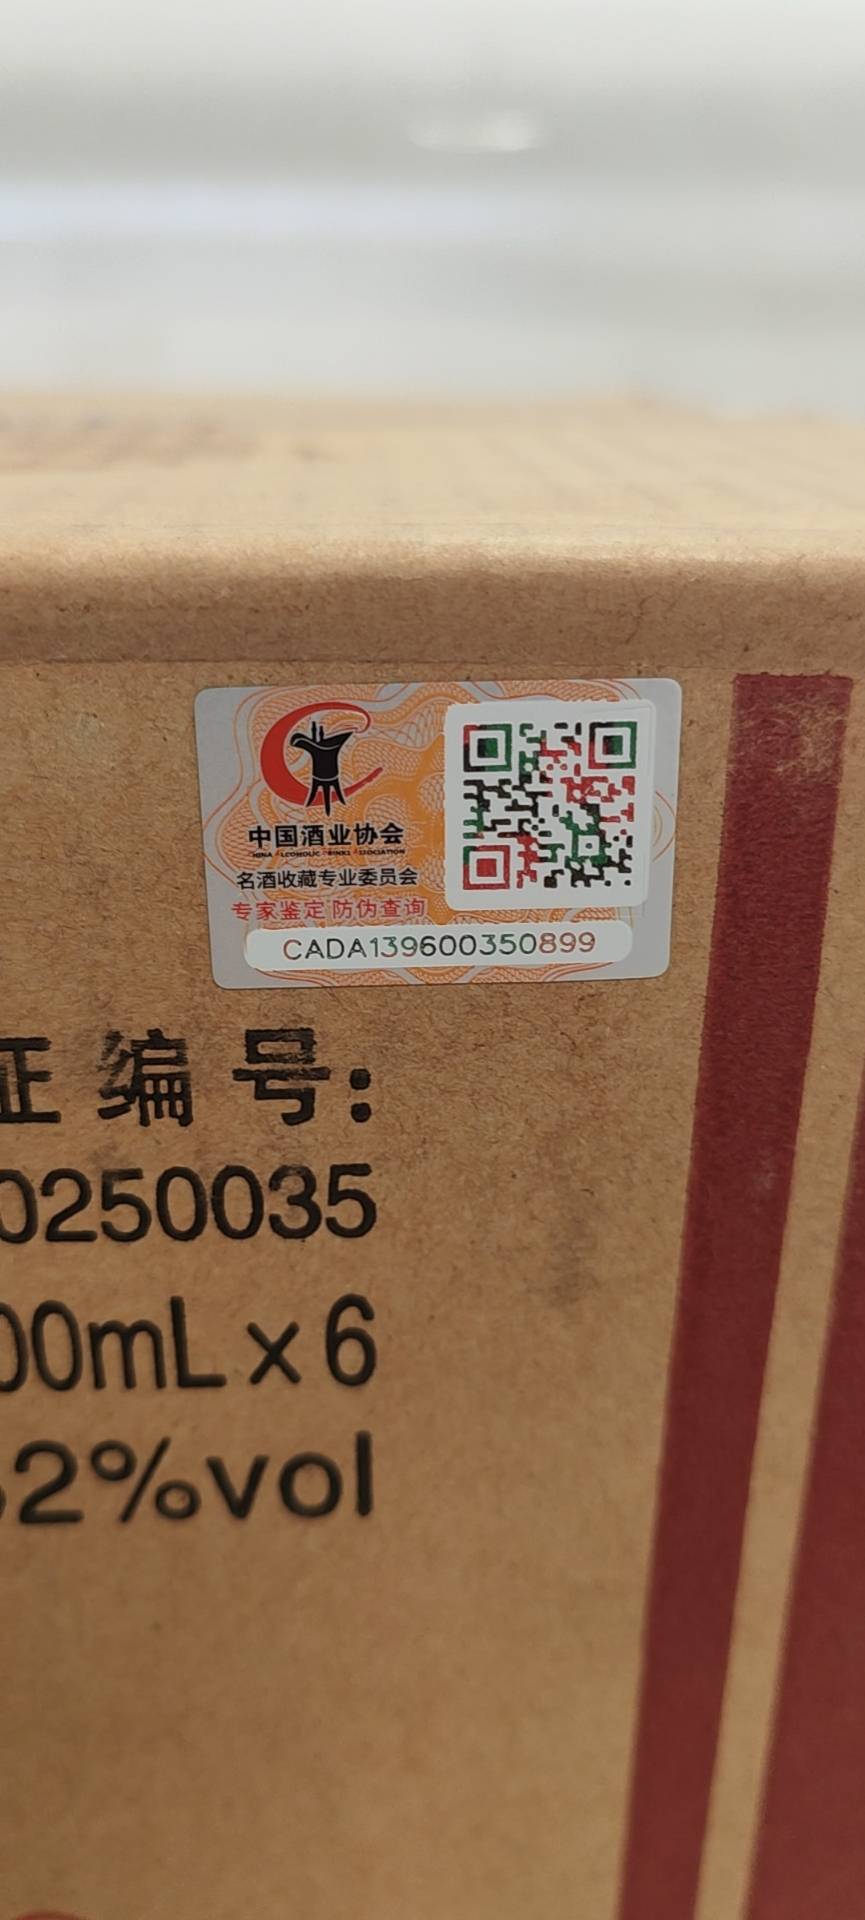 中国酒业协会
名酒收藏专业委员会
专家鉴定 防伪查询
CADA139600350899
证编号:
0250035
00mL x 6
52%vol